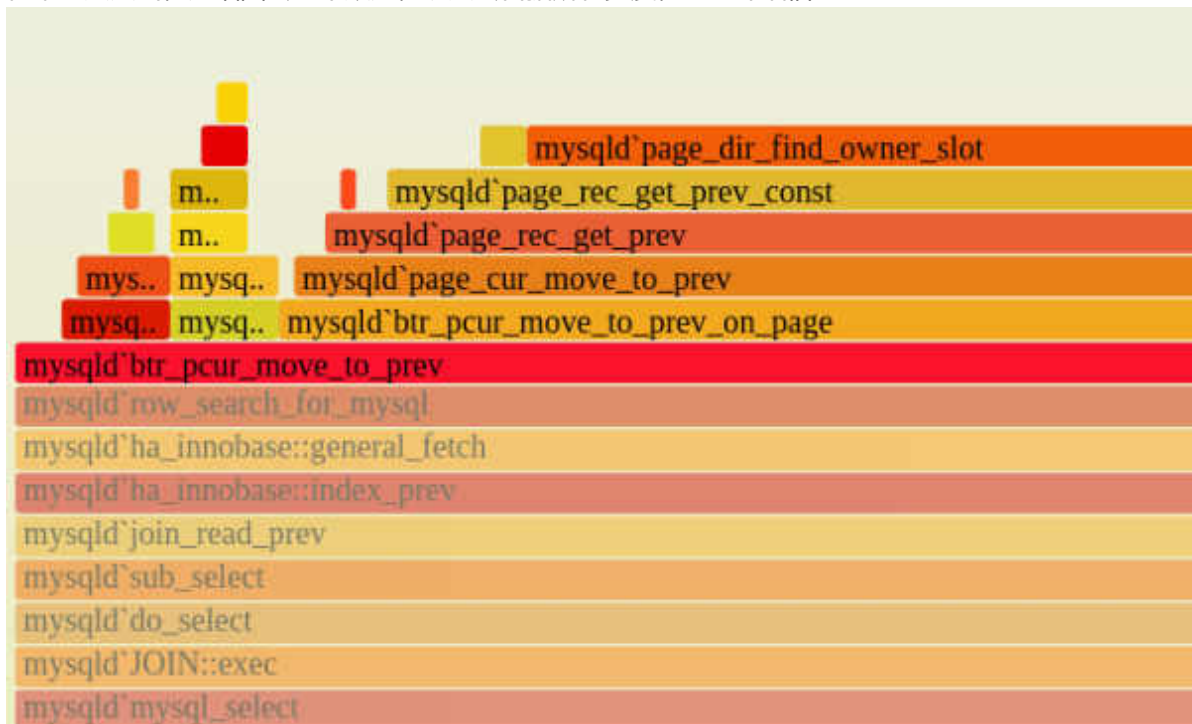 mysqld`page_dir_find_owner_slot
m.. mysqld`page_rec_get_prev_const
m.. mysqld`page_rec_get_prev
mys.. mysq.. mysqld`page_cur_move_to_prev
mysq.. mysq.. mysqld`btr_pcur_move_to_prev_on_page
mysqld`btr_pcur_move_to_prev
mysqld`row_search_for_mysql
mysqld`ha_innobase::general_fetch
mysqld`ha_innobase::index_prev
mysqld`join_read_prev
mysqld`sub_select
mysqld`do_select
mysqld`JOIN::exec
mysqld`mysql_select